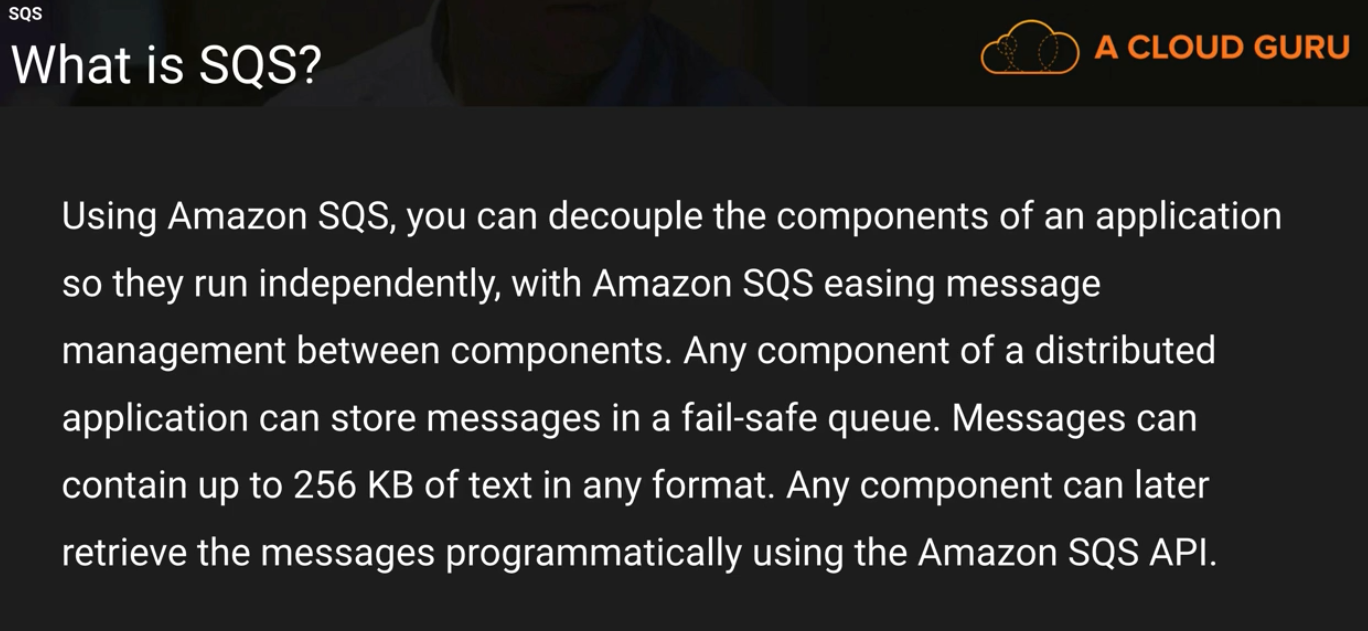 SQS
What is SQS?
A CLOUD GURU
Using Amazon SQS, you can decouple the components of an application
so they run independently, with Amazon SQS easing message
management between components. Any component of a distributed
application can store messages in a fail-safe queue. Messages can
contain up to 256 KB of text in any format. Any component can later
retrieve the messages programmatically using the Amazon SQS API.